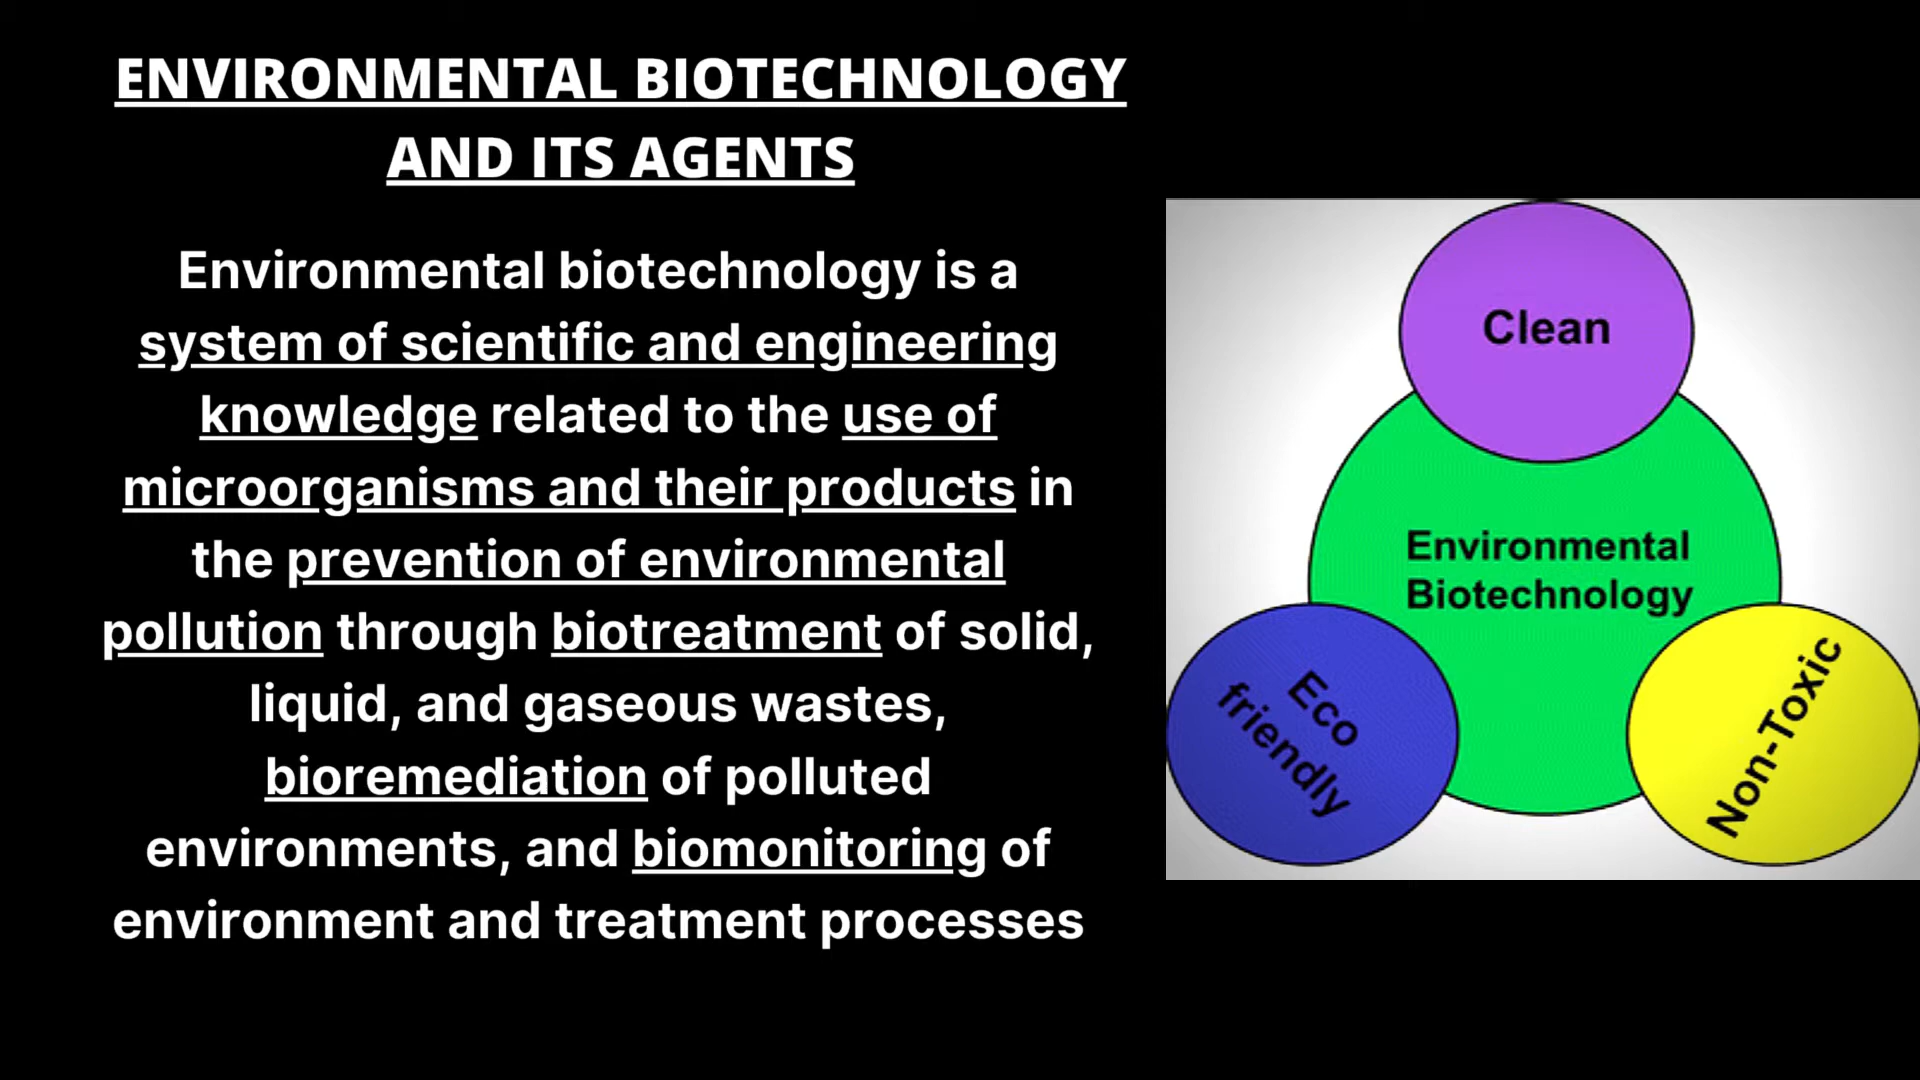 ENVIRONMENTAL BIOTECHNOLOGY
AND ITS AGENTS
Environmental biotechnology is a
system of scientific and engineering
knowledge related to the use of
microorganisms and their products in
the prevention of environmental
pollution through biotreatment of solid,
liquid, and gaseous wastes,
bioremediation of polluted
environments, and biomonitoring of
environment and treatment processes
Clean
Environmental
Biotechnology
Eco
friendly
Non-Toxic